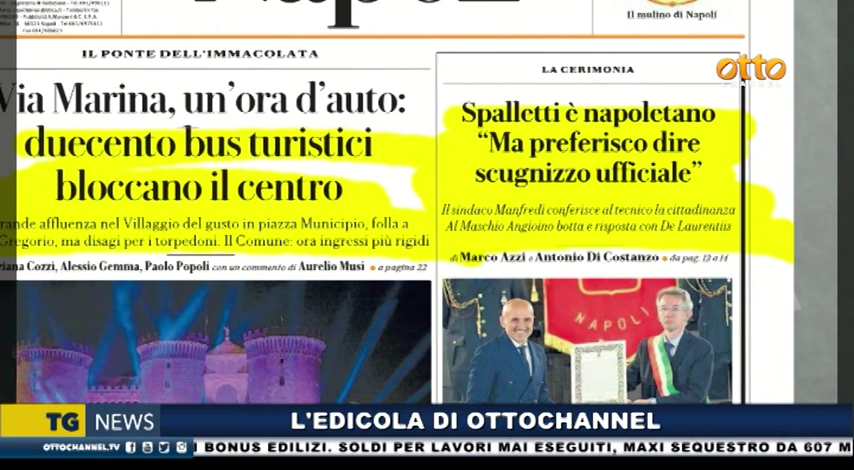 Napoli
Il mulino di Napoli
IL PONTE DELL'IMMACOLATA
Via Marina, un'ora d'auto:
duecento bus turistici
bloccano il centro
rande affluenza nel Villaggio del gusto in piazza Municipio, folla a
Gregorio, ma disagi per i torpedoni. Il Comune: ora ingressi più rigidi
ziana Cozzi, Alessio Gemma, Paolo Popoli con un commento di Aurelio Musi • a pagina 22
LA CERIMONIA
otto
CHANNEL
Spalletti è napoletano
“Ma preferisco dire
scugnizzo ufficiale”
Il sindaco Manfredi conferisce al tecnico la cittadinanza
Al Maschio Angioino botta e risposta con De Laurentiis
di Marco Azzi e Antonio Di Costanzo • da pag. 12 a 14
NAPOLI
TG NEWS
L'EDICOLA DI OTTOCHANNEL
OTTOCHANNEL.TV
I BONUS EDILIZI. SOLDI PER LAVORI MAI ESEGUITI, MAXI SEQUESTRO DA 607 M